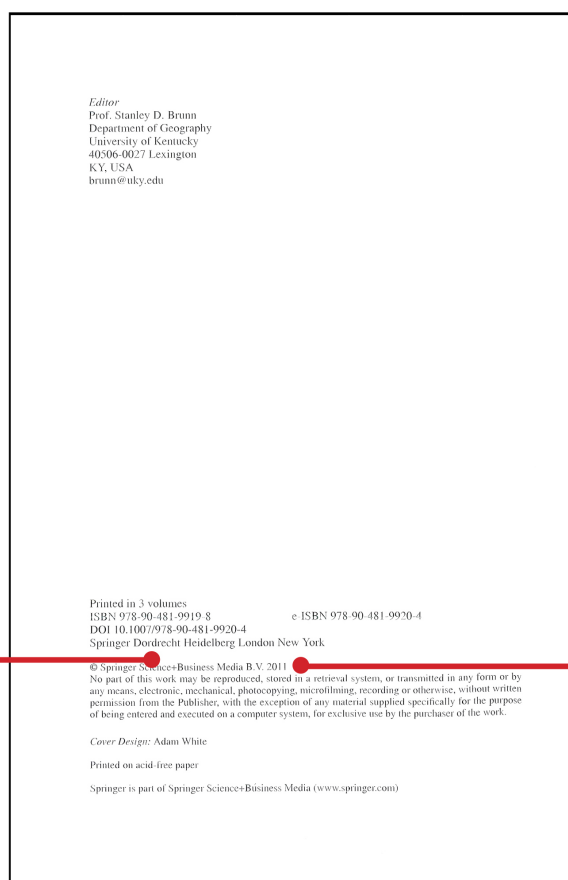 Editor
Prof. Stanley D. Brunn
Department of Geography
University of Kentucky
40506-0027 Lexington
KY, USA
brunn@uky.edu
Printed in 3 volumes
ISBN 978-90-481-9919-8 e-ISBN 978-90-481-9920-4
DOI 10.1007/978-90-481-9920-4
Springer Dordrecht Heidelberg London New York
© Springer Science+Business Media B.V. 2011
No part of this work may be reproduced, stored in a retrieval system, or transmitted in any form or by
any means, electronic, mechanical, photocopying, microfilming, recording or otherwise, without written
permission from the Publisher, with the exception of any material supplied specifically for the purpose
of being entered and executed on a computer system, for exclusive use by the purchaser of the work.
Cover Design: Adam White
Printed on acid-free paper
Springer is part of Springer Science+Business Media (www.springer.com)